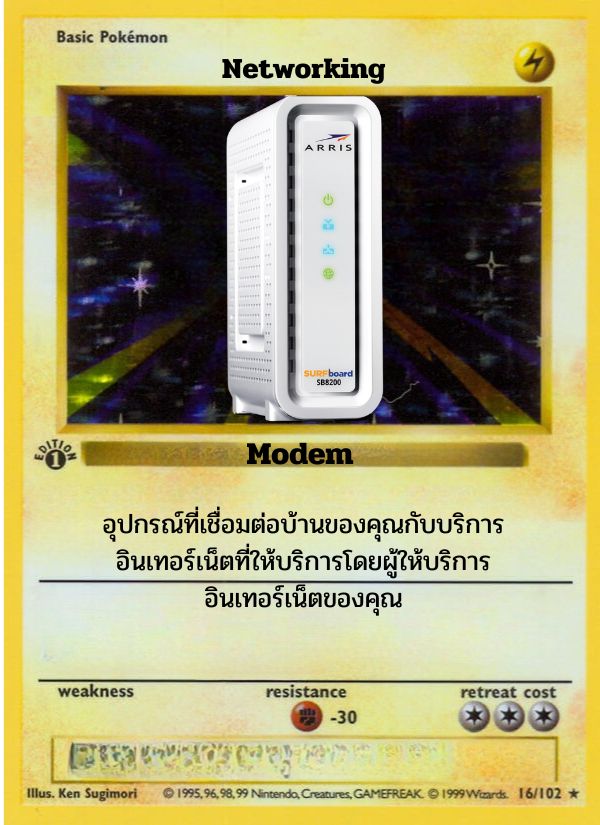 Basic Pokémon
Networking
ARRIS
SURFboard
SB8200
EDITION
1
Modem
อุปกรณ์ที่เชื่อมต่อบ้านของคุณกับบริการ
อินเทอร์เน็ตที่ให้บริการโดยผู้ให้บริการ
อินเทอร์เน็ตของคุณ
weakness resistance retreat cost
-30
Illus. Ken Sugimori ©1995, 96, 98, 99 Nintendo, Creatures, GAMEFREAK. ©1999 Wizards. 16/102 ★